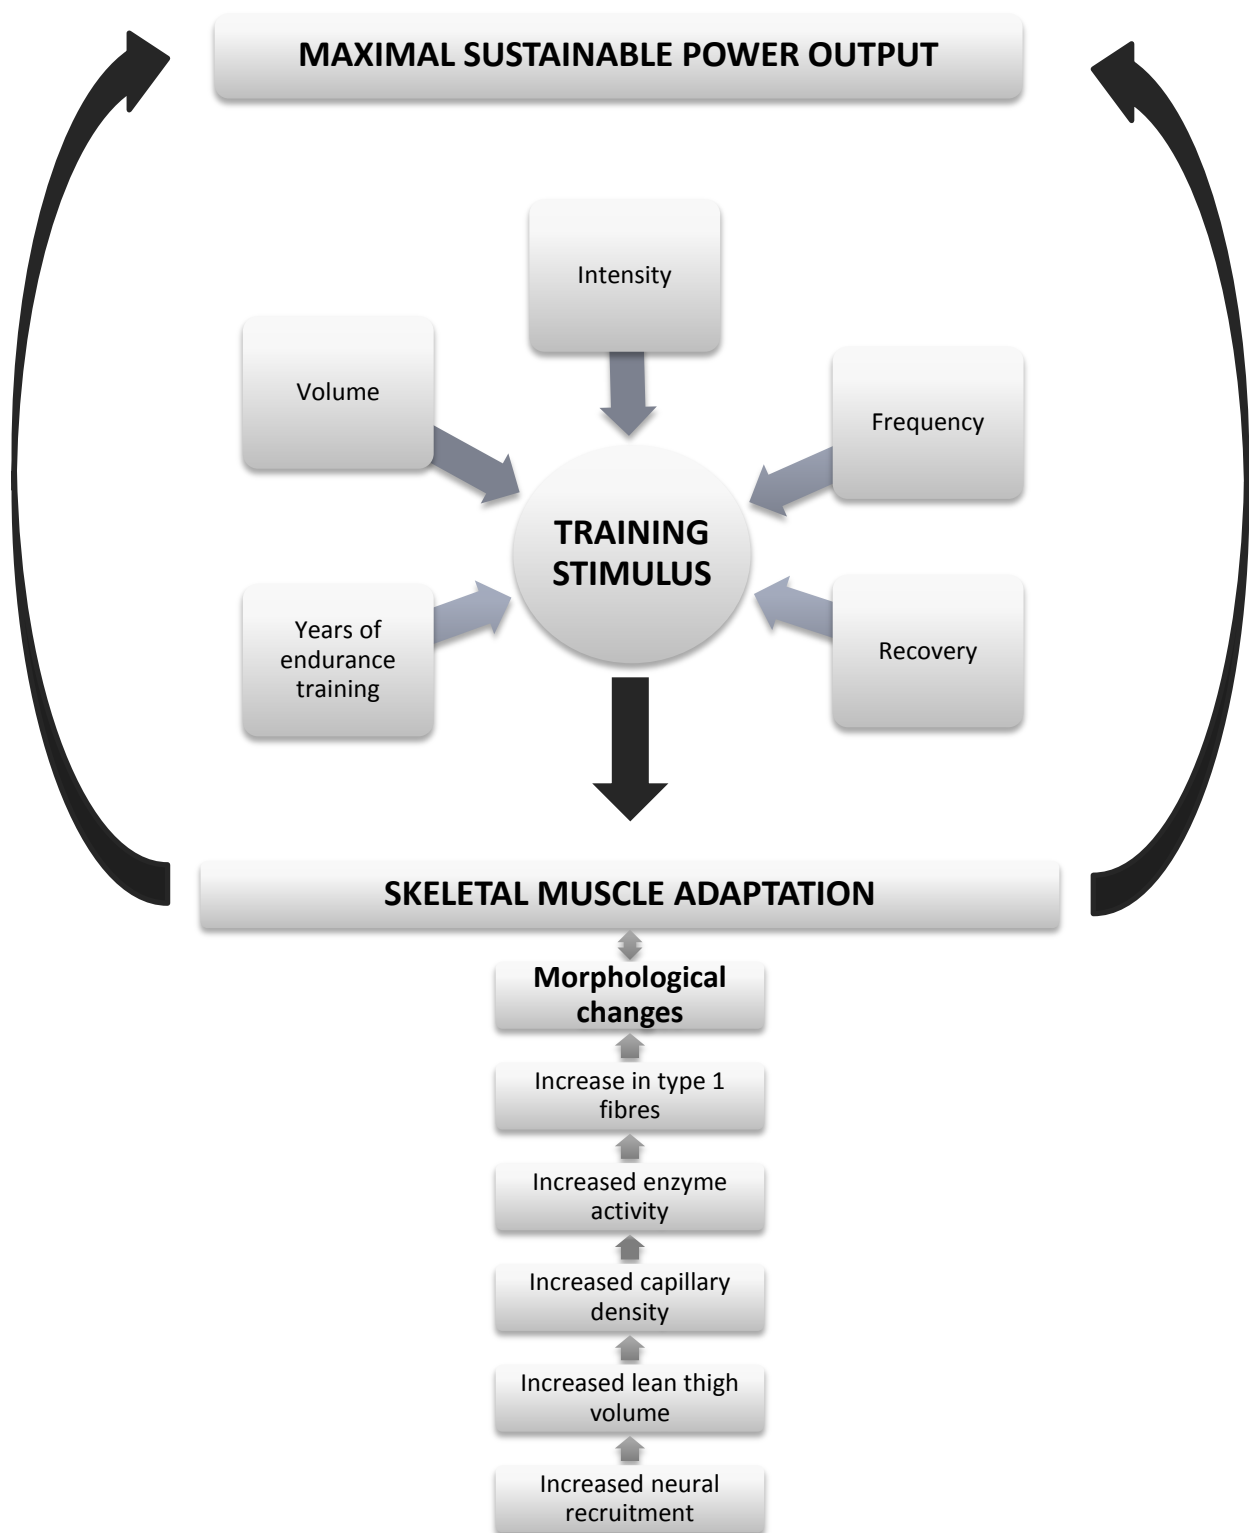 MAXIMAL SUSTAINABLE POWER OUTPUT
Intensity
Volume
Frequency
TRAINING
STIMULUS
Years of
endurance
training
Recovery
SKELETAL MUSCLE ADAPTATION
Morphological
changes
Increase in type 1
fibres
Increased enzyme
activity
Increased capillary
density
Increased lean thigh
volume
Increased neural
recruitment